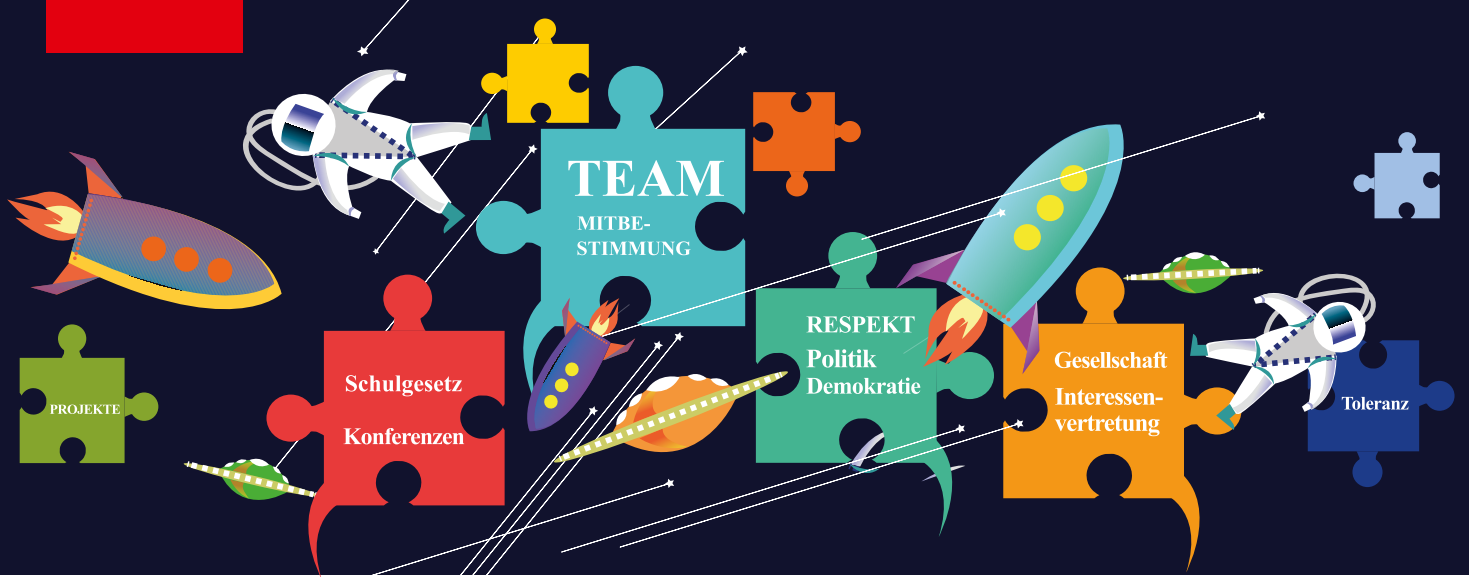 TEAM
MITBE-
STIMMUNG
RESPEKT
Politik
Demokratie
Gesellschaft
Interessen-
vertretung
Schulgesetz
Konferenzen
PROJEKTE
Toleranz